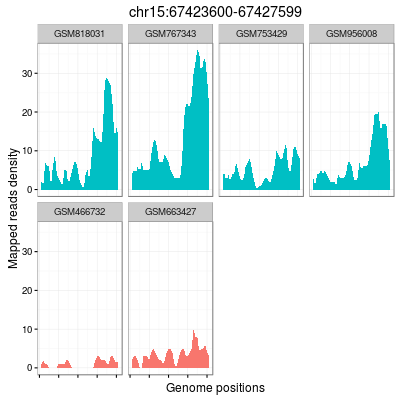 chr15:67423600-67427599
GSM818031 GSM767343 GSM753429 GSM956008
30
20
10
0
GSM466732 GSM663427
30
20
10
0
Mapped reads density
Genome positions